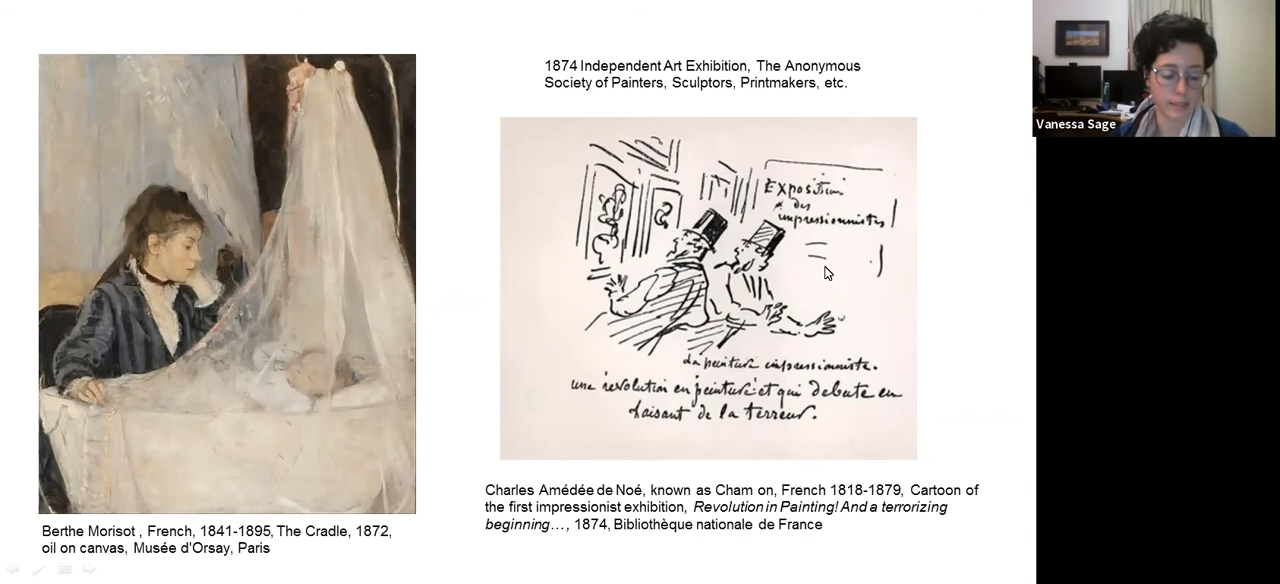 1874 Independent Art Exhibition, The Anonymous
Society of Painters, Sculptors, Printmakers, etc.
Vanessa Sage
Exposition
des
impressionnistes
La peinture impressionniste.
une révolution en peinture et qui debute en
faisant de la terreur.
Charles Amédée de Noé, known as Cham on, French 1818-1879, Cartoon of
the first impressionist exhibition, Revolution in Painting! And a terrorizing
beginning…, 1874, Bibliothèque nationale de France
Berthe Morisot , French, 1841-1895, The Cradle, 1872,
oil on canvas, Musée d'Orsay, Paris